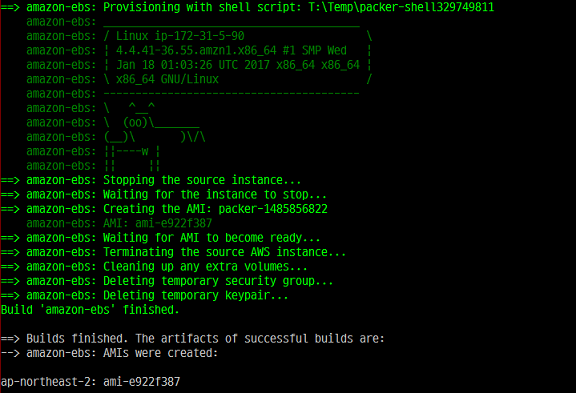 ==> amazon-ebs: Provisioning with shell script: T:\Temp\packer-shell329749811
    amazon-ebs: ________________________________________
    amazon-ebs: / Linux ip-172-31-5-90                      \
    amazon-ebs: | 4.4.41-36.55.amzn1.x86_64 #1 SMP Wed   |
    amazon-ebs: | Jan 18 01:03:26 UTC 2017 x86_64 x86_64 |
    amazon-ebs: \ x86_64 GNU/Linux                       /
    amazon-ebs: ----------------------------------------
    amazon-ebs: \   ^__^
    amazon-ebs: \  (oo)\_______
    amazon-ebs: (__)\       )\/\
    amazon-ebs: ||----w |
    amazon-ebs: ||     ||
==> amazon-ebs: Stopping the source instance...
==> amazon-ebs: Waiting for the instance to stop...
==> amazon-ebs: Creating the AMI: packer-1485856822
    amazon-ebs: AMI: ami-e922f387
==> amazon-ebs: Waiting for AMI to become ready...
==> amazon-ebs: Terminating the source AWS instance...
==> amazon-ebs: Cleaning up any extra volumes...
==> amazon-ebs: Deleting temporary security group...
==> amazon-ebs: Deleting temporary keypair...
Build 'amazon-ebs' finished.
==> Builds finished. The artifacts of successful builds are:
--> amazon-ebs: AMIs were created:
ap-northeast-2: ami-e922f387